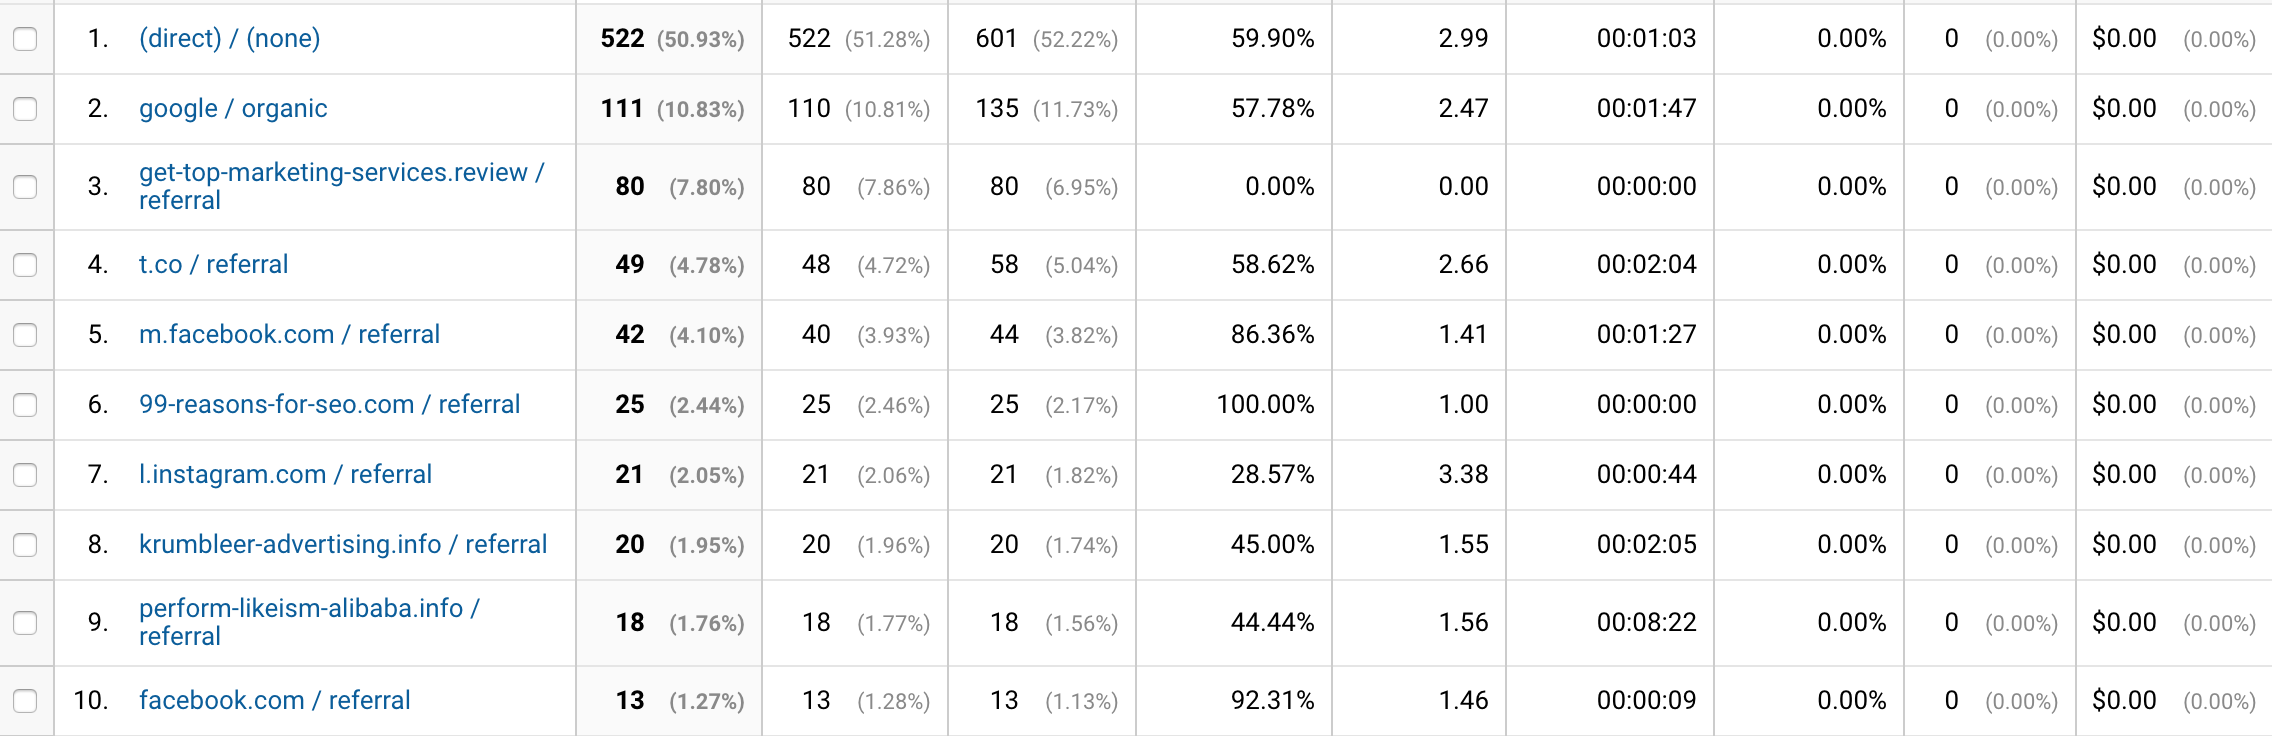 1. (direct) / (none) 522 (50.93%) 522 (51.28%) 601 (52.22%) 59.90% 2.99 00:01:03 0.00% 0 (0.00%) $0.00 (0.00%)
2. google / organic 111 (10.83%) 110 (10.81%) 135 (11.73%) 57.78% 2.47 00:01:47 0.00% 0 (0.00%) $0.00 (0.00%)
3. get-top-marketing-services.review /
referral 80 (7.80%) 80 (7.86%) 80 (6.95%) 0.00% 0.00 00:00:00 0.00% 0 (0.00%) $0.00 (0.00%)
4. t.co / referral 49 (4.78%) 48 (4.72%) 58 (5.04%) 58.62% 2.66 00:02:04 0.00% 0 (0.00%) $0.00 (0.00%)
5. m.facebook.com / referral 42 (4.10%) 40 (3.93%) 44 (3.82%) 86.36% 1.41 00:01:27 0.00% 0 (0.00%) $0.00 (0.00%)
6. 99-reasons-for-seo.com / referral 25 (2.44%) 25 (2.46%) 25 (2.17%) 100.00% 1.00 00:00:00 0.00% 0 (0.00%) $0.00 (0.00%)
7. l.instagram.com / referral 21 (2.05%) 21 (2.06%) 21 (1.82%) 28.57% 3.38 00:00:44 0.00% 0 (0.00%) $0.00 (0.00%)
8. krumbleer-advertising.info / referral 20 (1.95%) 20 (1.96%) 20 (1.74%) 45.00% 1.55 00:02:05 0.00% 0 (0.00%) $0.00 (0.00%)
9. perform-likeism-alibaba.info /
referral 18 (1.76%) 18 (1.77%) 18 (1.56%) 44.44% 1.56 00:08:22 0.00% 0 (0.00%) $0.00 (0.00%)
10. facebook.com / referral 13 (1.27%) 13 (1.28%) 13 (1.13%) 92.31% 1.46 00:00:09 0.00% 0 (0.00%) $0.00 (0.00%)